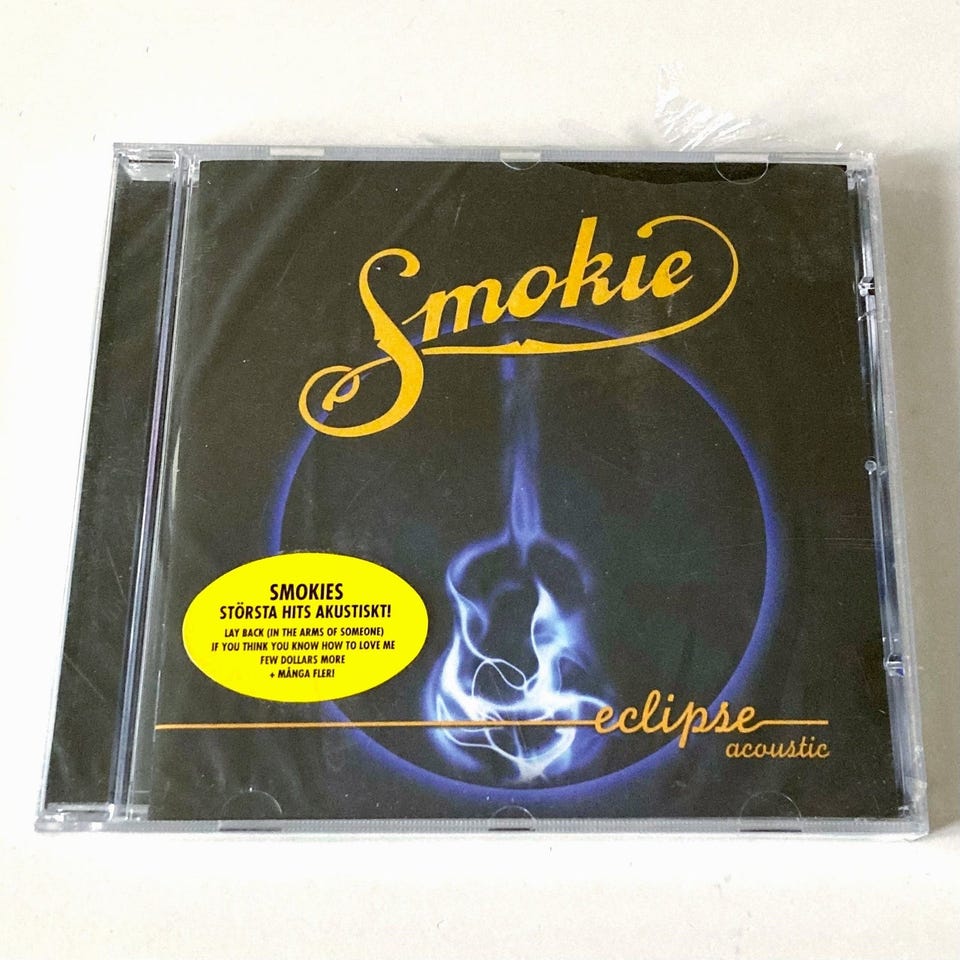 Smokie
SMOKIES
STÖRSTA HITS AKUSTISKT!
LAY BACK (IN THE ARMS OF SOMEONE)
IF YOU THINK YOU KNOW HOW TO LOVE ME
FEW DOLLARS MORE
+ MÅNGA FLER!
eclipse
acoustic